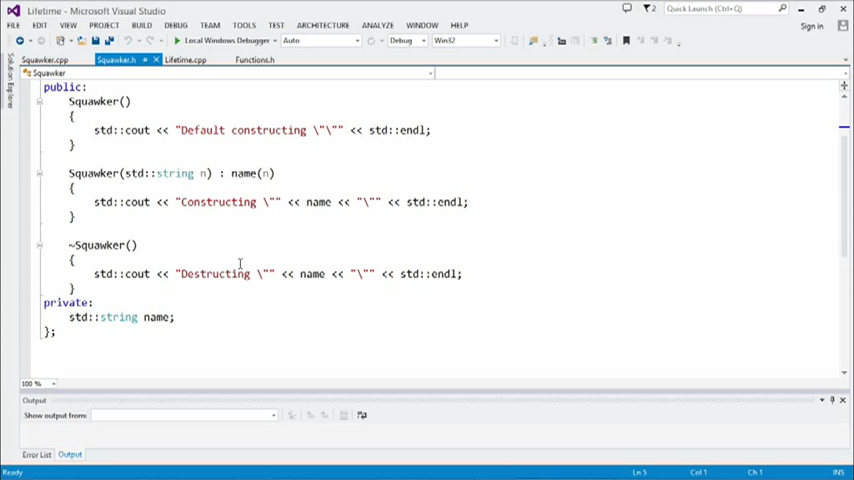 Lifetime - Microsoft Visual Studio
Quick Launch (Ctrl+Q)
FILE EDIT VIEW PROJECT BUILD DEBUG TEAM TOOLS TEST ARCHITECTURE ANALYZE WINDOW HELP
Sign in
Local Windows Debugger Auto Debug Win32
Squawker.cpp Squawker.h Lifetime.cpp Functions.h
Squawker
Solution Explorer
public:
Squawker()
{
std::cout << "Default constructing \"\"" << std::endl;
}
Squawker(std::string n) : name(n)
{
std::cout << "Constructing \"" << name << "\"" << std::endl;
}
~Squawker()
{
std::cout << "Destructing \"" << name << "\"" << std::endl;
}
private:
std::string name;
};
100 %
Output
Show output from:
Error List Output
Ready Ln 5 Col 1 Ch 1 INS